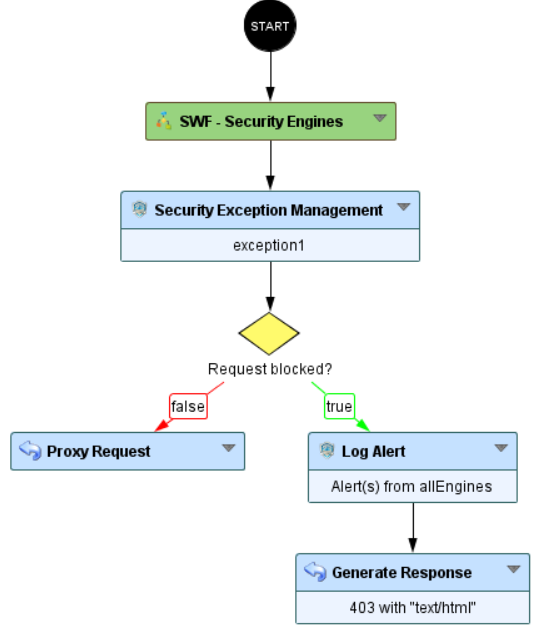 START
SWF - Security Engines
Security Exception Management
exception1
Request blocked?
false
true
Proxy Request
Log Alert
Alert(s) from allEngines
Generate Response
403 with "text/html"